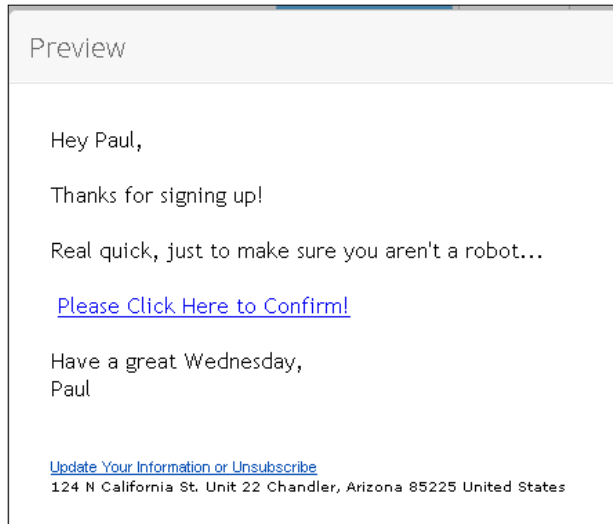 Preview
Hey Paul,
Thanks for signing up!
Real quick, just to make sure you aren't a robot...
Please Click Here to Confirm!
Have a great Wednesday,
Paul
Update Your Information or Unsubscribe
124 N California St. Unit 22 Chandler, Arizona 85225 United States